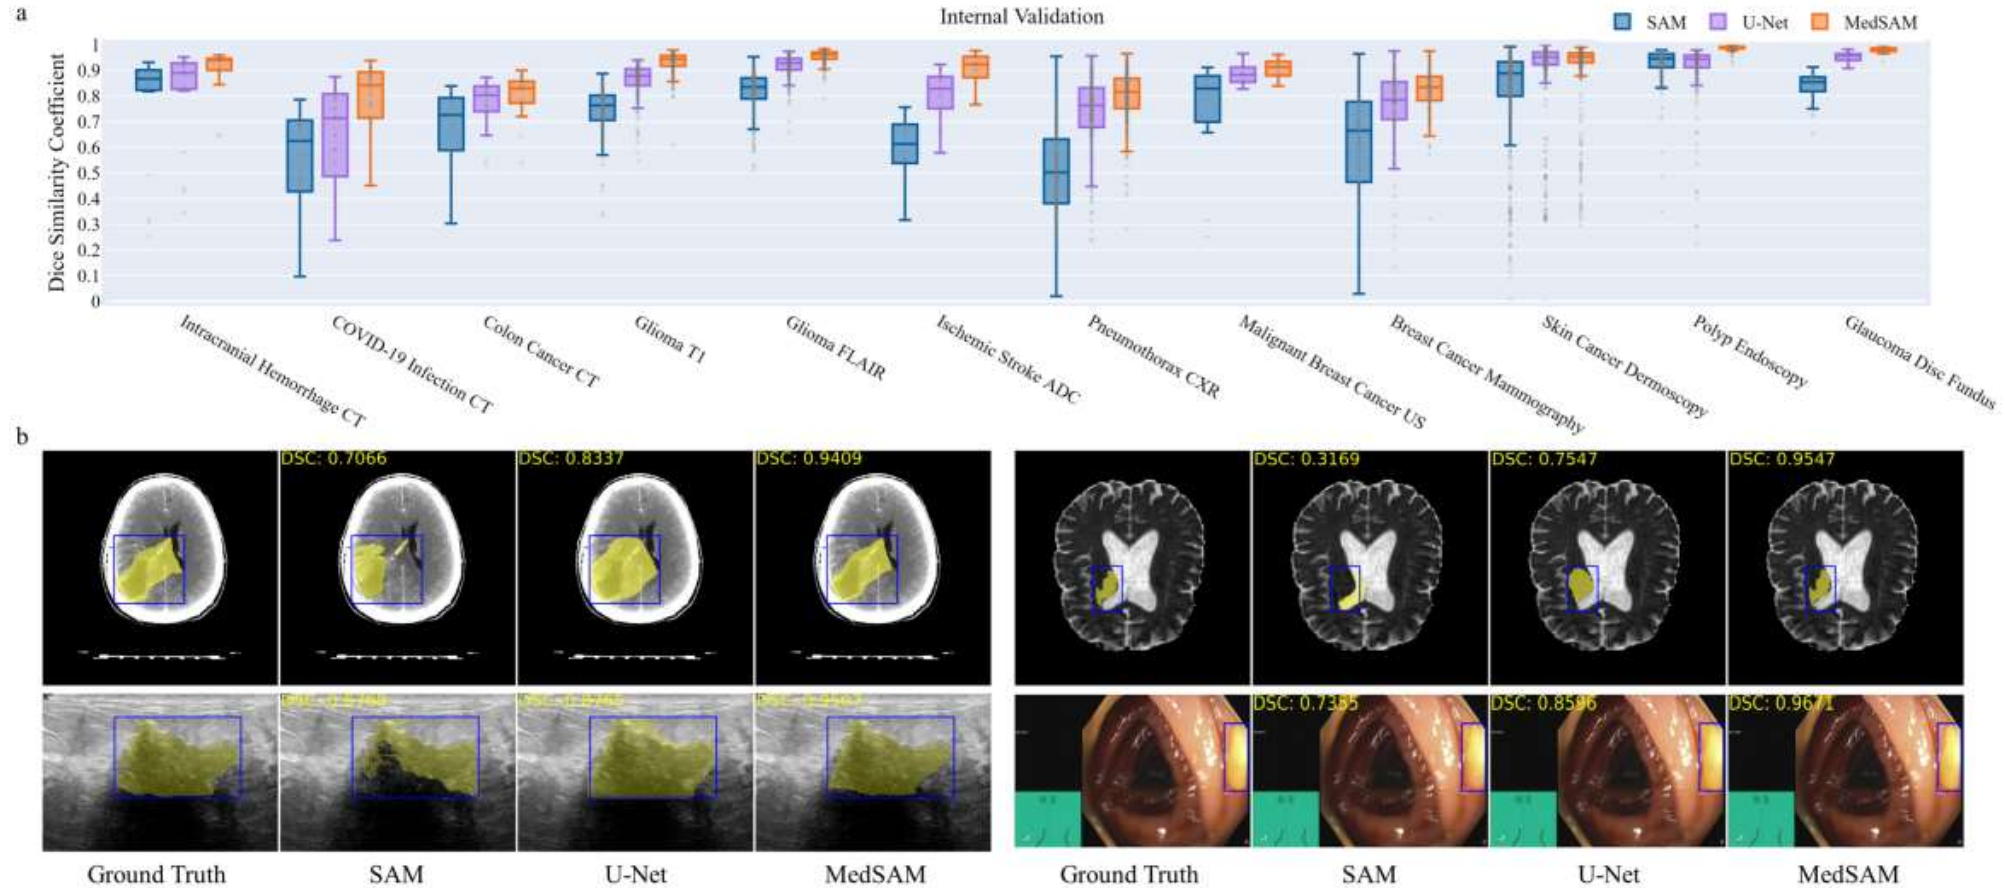 a
Internal Validation
SAM U-Net MedSAM
Dice Similarity Coefficient
1
0.9
0.8
0.7
0.6
0.5
0.4
0.3
0.2
0.1
0
Intracranial Hemorrhage CT
COVID-19 Infection CT
Colon Cancer CT
Glioma T1
Glioma FLAIR
Ischemic Stroke ADC
Pneumothorax CXR
Malignant Breast Cancer US
Breast Cancer Mammography
Skin Cancer Dermoscopy
Polyp Endoscopy
Glaucoma Disc Fundus
b
DSC: 0.7066 DSC: 0.8337 DSC: 0.9409
DSC: 0.3169 DSC: 0.7547 DSC: 0.9547
DSC: 0.7355 DSC: 0.8596 DSC: 0.9671
Ground Truth SAM U-Net MedSAM
Ground Truth SAM U-Net MedSAM